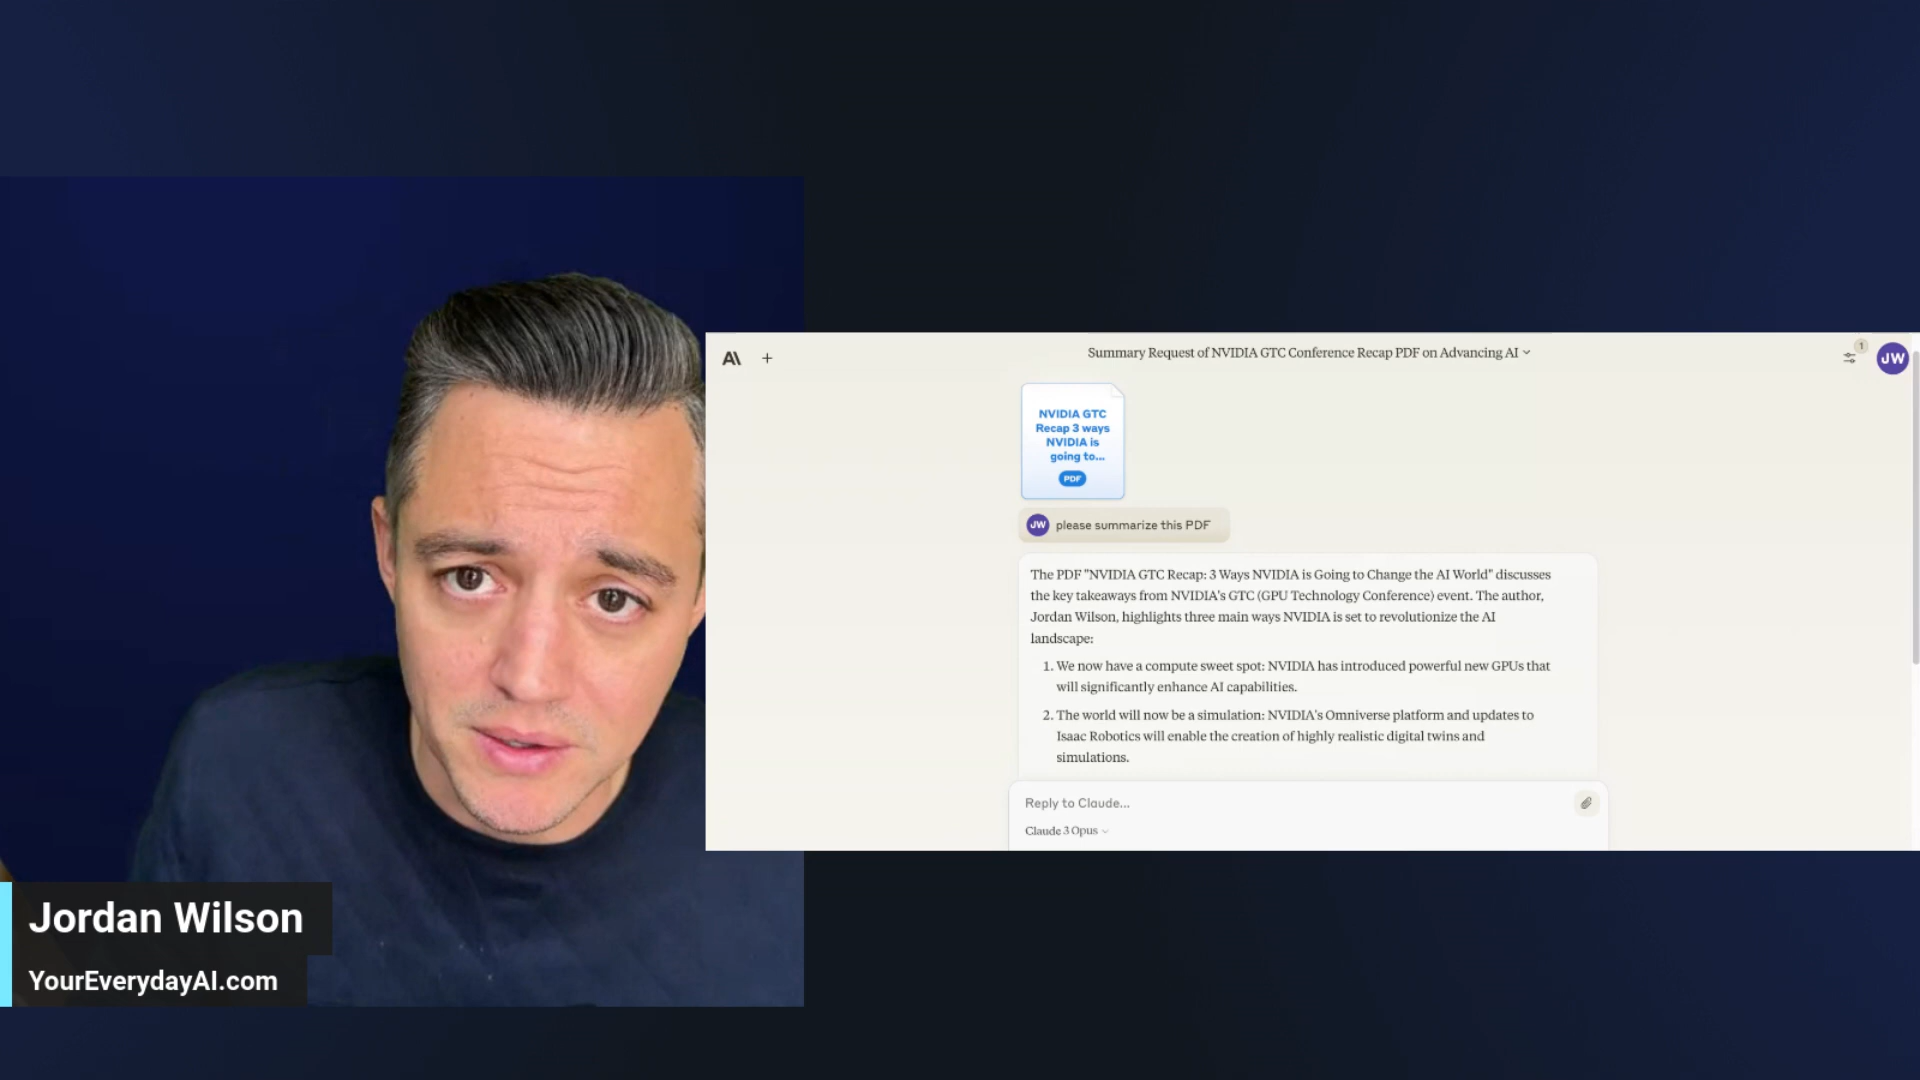 Summary Request of NVIDIA GTC Conference Recap PDF on Advancing AI
1
JW
NVIDIA GTC
Recap 3 ways
NVIDIA is
going to...
PDF
JW please summarize this PDF
The PDF "NVIDIA GTC Recap: 3 Ways NVIDIA is Going to Change the AI World" discusses
the key takeaways from NVIDIA's GTC (GPU Technology Conference) event. The author,
Jordan Wilson, highlights three main ways NVIDIA is set to revolutionize the AI
landscape:
1. We now have a compute sweet spot: NVIDIA has introduced powerful new GPUs that
will significantly enhance AI capabilities.
2. The world will now be a simulation: NVIDIA's Omniverse platform and updates to
Isaac Robotics will enable the creation of highly realistic digital twins and
simulations.
Reply to Claude...
Claude 3 Opus
Jordan Wilson
YourEverydayAI.com